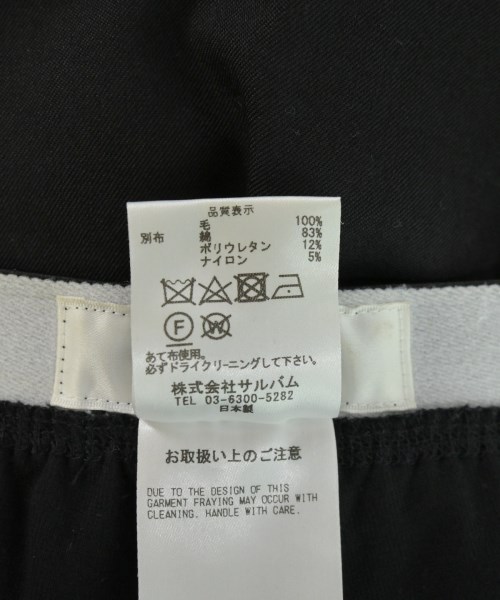 品質表示
毛 100%
別布 綿 83%
ポリウレタン 12%
ナイロン 5%
F W
あて布使用。
必ずドライクリーニングして下さい。
株式会社サルバム
TEL 03-6300-5282
日本製
お取扱い上のご注意
DUE TO THE DESIGN OF THIS
GARMENT FRAYING MAY OCCUR WITH
CLEANING. HANDLE WITH CARE.